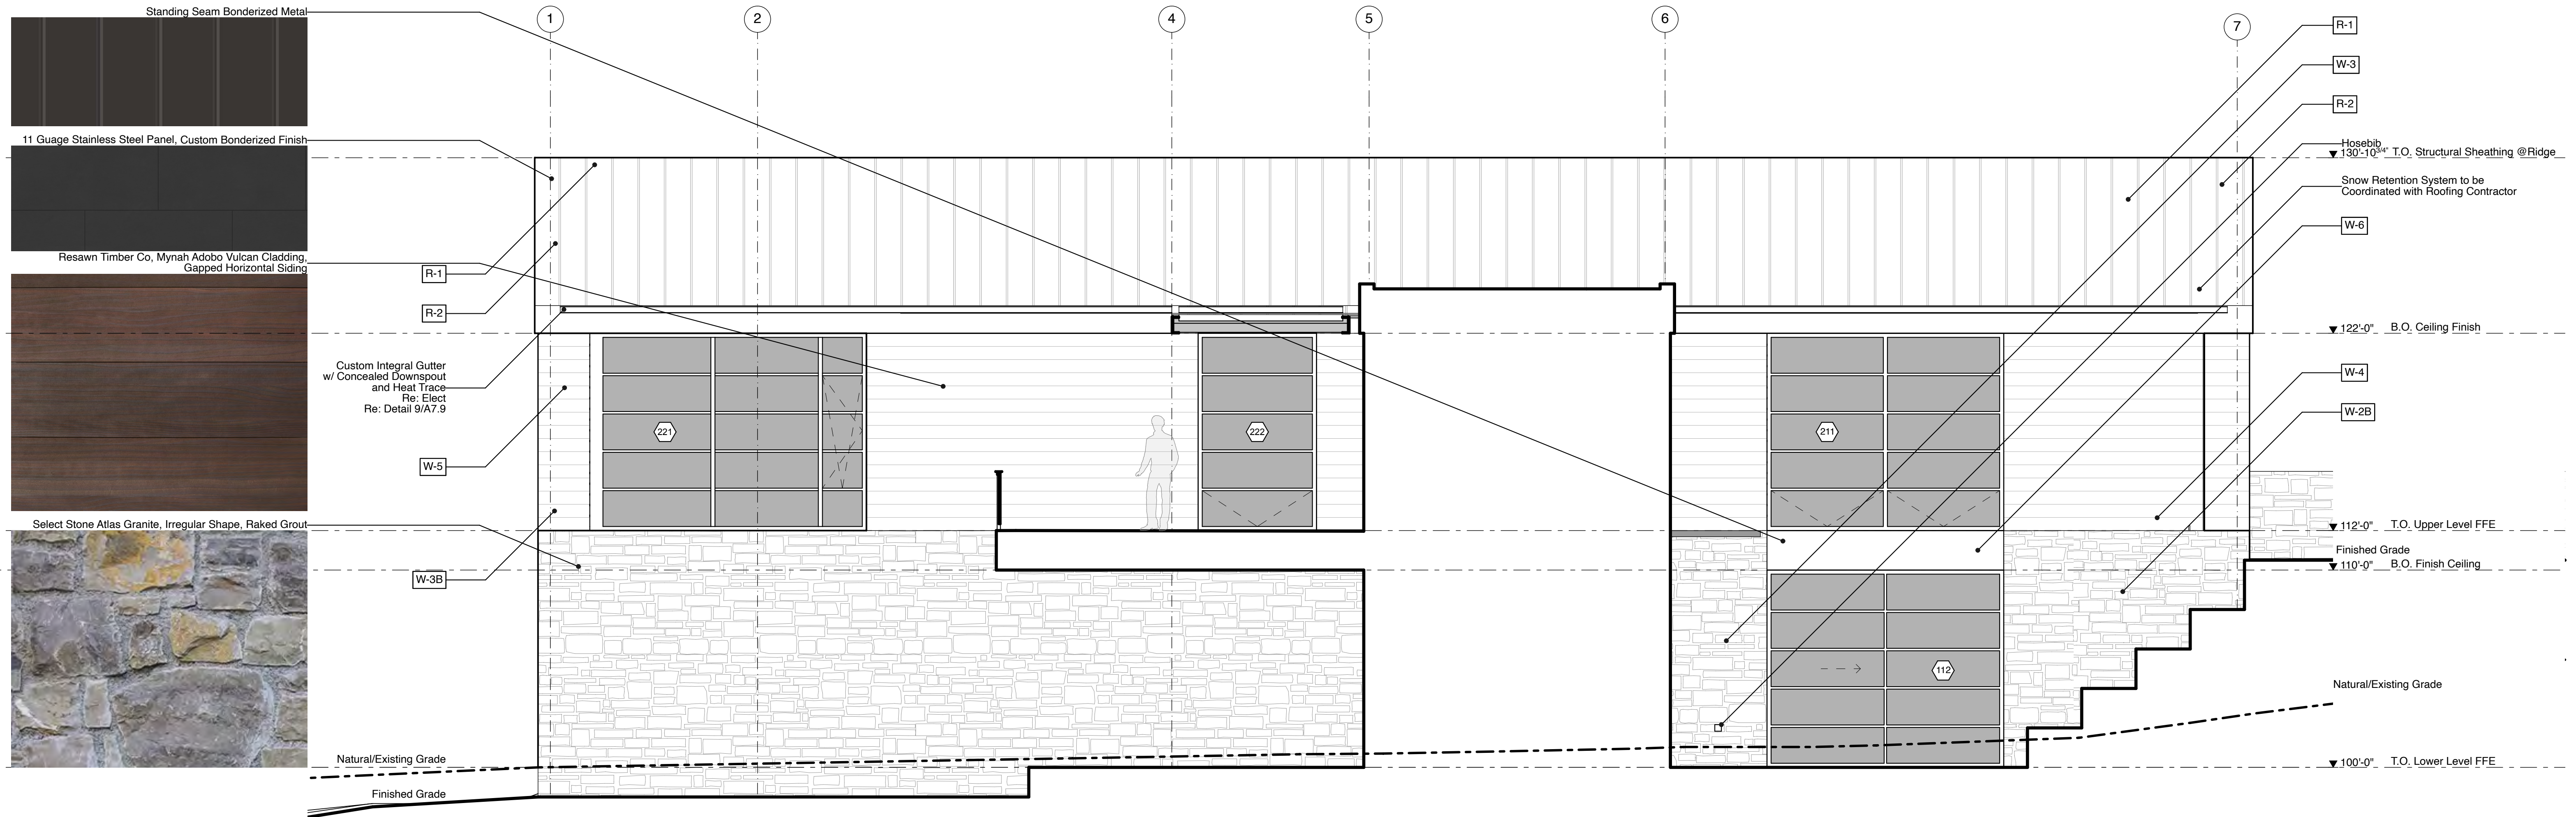 Standing Seam Bonderized Metal
11 Guage Stainless Steel Panel, Custom Bonderized Finish
Resawn Timber Co, Mynah Adobo Vulcan Cladding,
Gapped Horizontal Siding
Select Stone Atlas Granite, Irregular Shape, Raked Grout
1
2
4
5
6
7
R-1
R-2
Custom Integral Gutter
w/ Concealed Downspout
and Heat Trace
Re: Elect
Re: Detail 9/A7.9
W-5
W-3B
Natural/Existing Grade
Finished Grade
221
222
211
112
R-1
W-3
R-2
Hosebib
130'-10 3/4" T.O. Structural Sheathing @Ridge
Snow Retention System to be
Coordinated with Roofing Contractor
W-6
122'-0" B.O. Ceiling Finish
W-4
W-2B
112'-0" T.O. Upper Level FFE
Finished Grade
110'-0" B.O. Finish Ceiling
Natural/Existing Grade
100'-0" T.O. Lower Level FFE